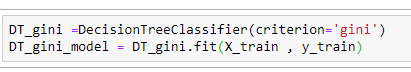 DT_gini =DecisionTreeClassifier(criterion='gini')
DT_gini_model = DT_gini.fit(X_train , y_train)